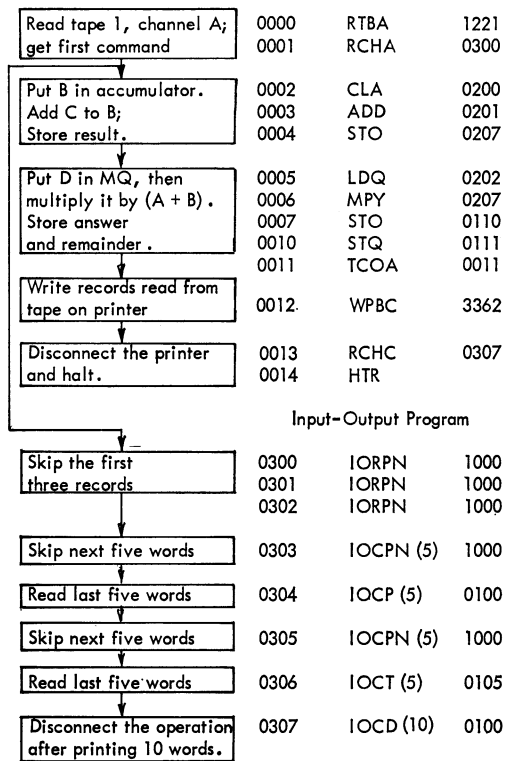 Read tape 1, channel A; 0000 RTBA 1221
get first command 0001 RCHA 0300
Put B in accumulator. 0002 CLA 0200
Add C to B; 0003 ADD 0201
Store result. 0004 STO 0207
Put D in MQ, then 0005 LDQ 0202
multiply it by (A + B). 0006 MPY 0207
Store answer 0007 STO 0110
and remainder. 0010 STQ 0111
0011 TCOA 0011
Write records read from
tape on printer 0012 WPBC 3362
Disconnect the printer 0013 RCHC 0307
and halt. 0014 HTR
Input-Output Program
Skip the first 0300 IORPN 1000
three records 0301 IORPN 1000
0302 IORPN 1000
Skip next five words 0303 IOCPN (5) 1000
Read last five words 0304 IOCP (5) 0100
Skip next five words 0305 IOCPN (5) 1000
Read last five words 0306 IOCT (5) 0105
Disconnect the operation 0307 IOCD (10) 0100
after printing 10 words.